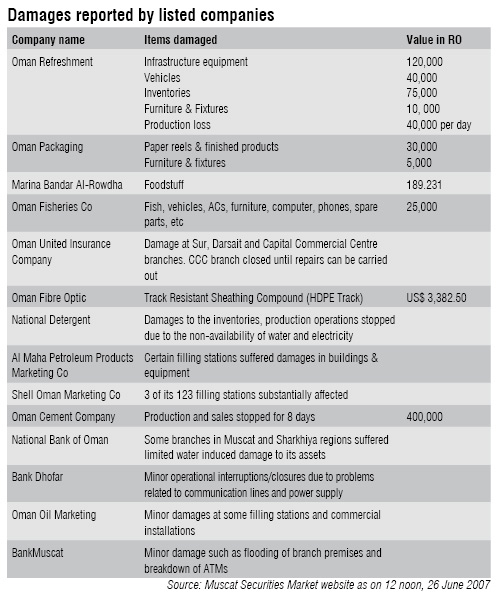 Damages reported by listed companies
Company name Items damaged Value in RO
Oman Refreshment Infrastructure equipment 120,000
Vehicles 40,000
Inventories 75,000
Furniture & Fixtures 10, 000
Production loss 40,000 per day
Oman Packaging Paper reels & finished products 30,000
Furniture & fixtures 5,000
Marina Bandar Al-Rowdha Foodstuff 189.231
Oman Fisheries Co Fish, vehicles, ACs, furniture, computer, phones, spare 25,000
parts, etc
Oman United Insurance Damage at Sur, Darsait and Capital Commercial Centre
Company branches. CCC branch closed until repairs can be carried
out
Oman Fibre Optic Track Resistant Sheathing Compound (HDPE Track) US$ 3,382.50
National Detergent Damages to the inventories, production operations stopped
due to the non-availability of water and electricity
Al Maha Petroleum Products Certain filling stations suffered damages in buildings &
Marketing Co equipment
Shell Oman Marketing Co 3 of its 123 filling stations substantially affected
Oman Cement Company Production and sales stopped for 8 days 400,000
National Bank of Oman Some branches in Muscat and Sharkhiya regions suffered
limited water induced damage to its assets
Bank Dhofar Minor operational interruptions/closures due to problems
related to communication lines and power supply
Oman Oil Marketing Minor damages at some filling stations and commercial
installations
BankMuscat Minor damage such as flooding of branch premises and
breakdown of ATMs
Source: Muscat Securities Market website as on 12 noon, 26 June 2007